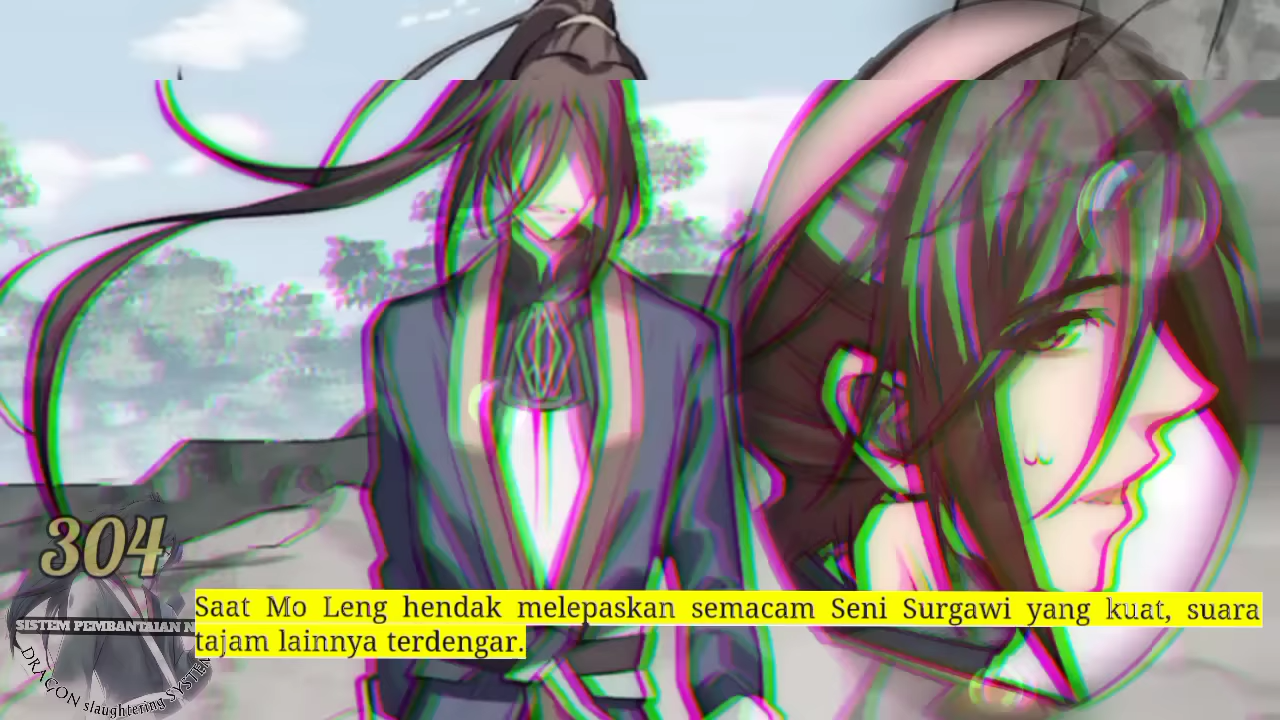 304
SISTEM PEMBANTAIAN N
DRAGON slaughtering SYSTEM
Saat Mo Leng hendak melepaskan semacam Seni Surgawi yang kuat, suara
tajam lainnya terdengar.